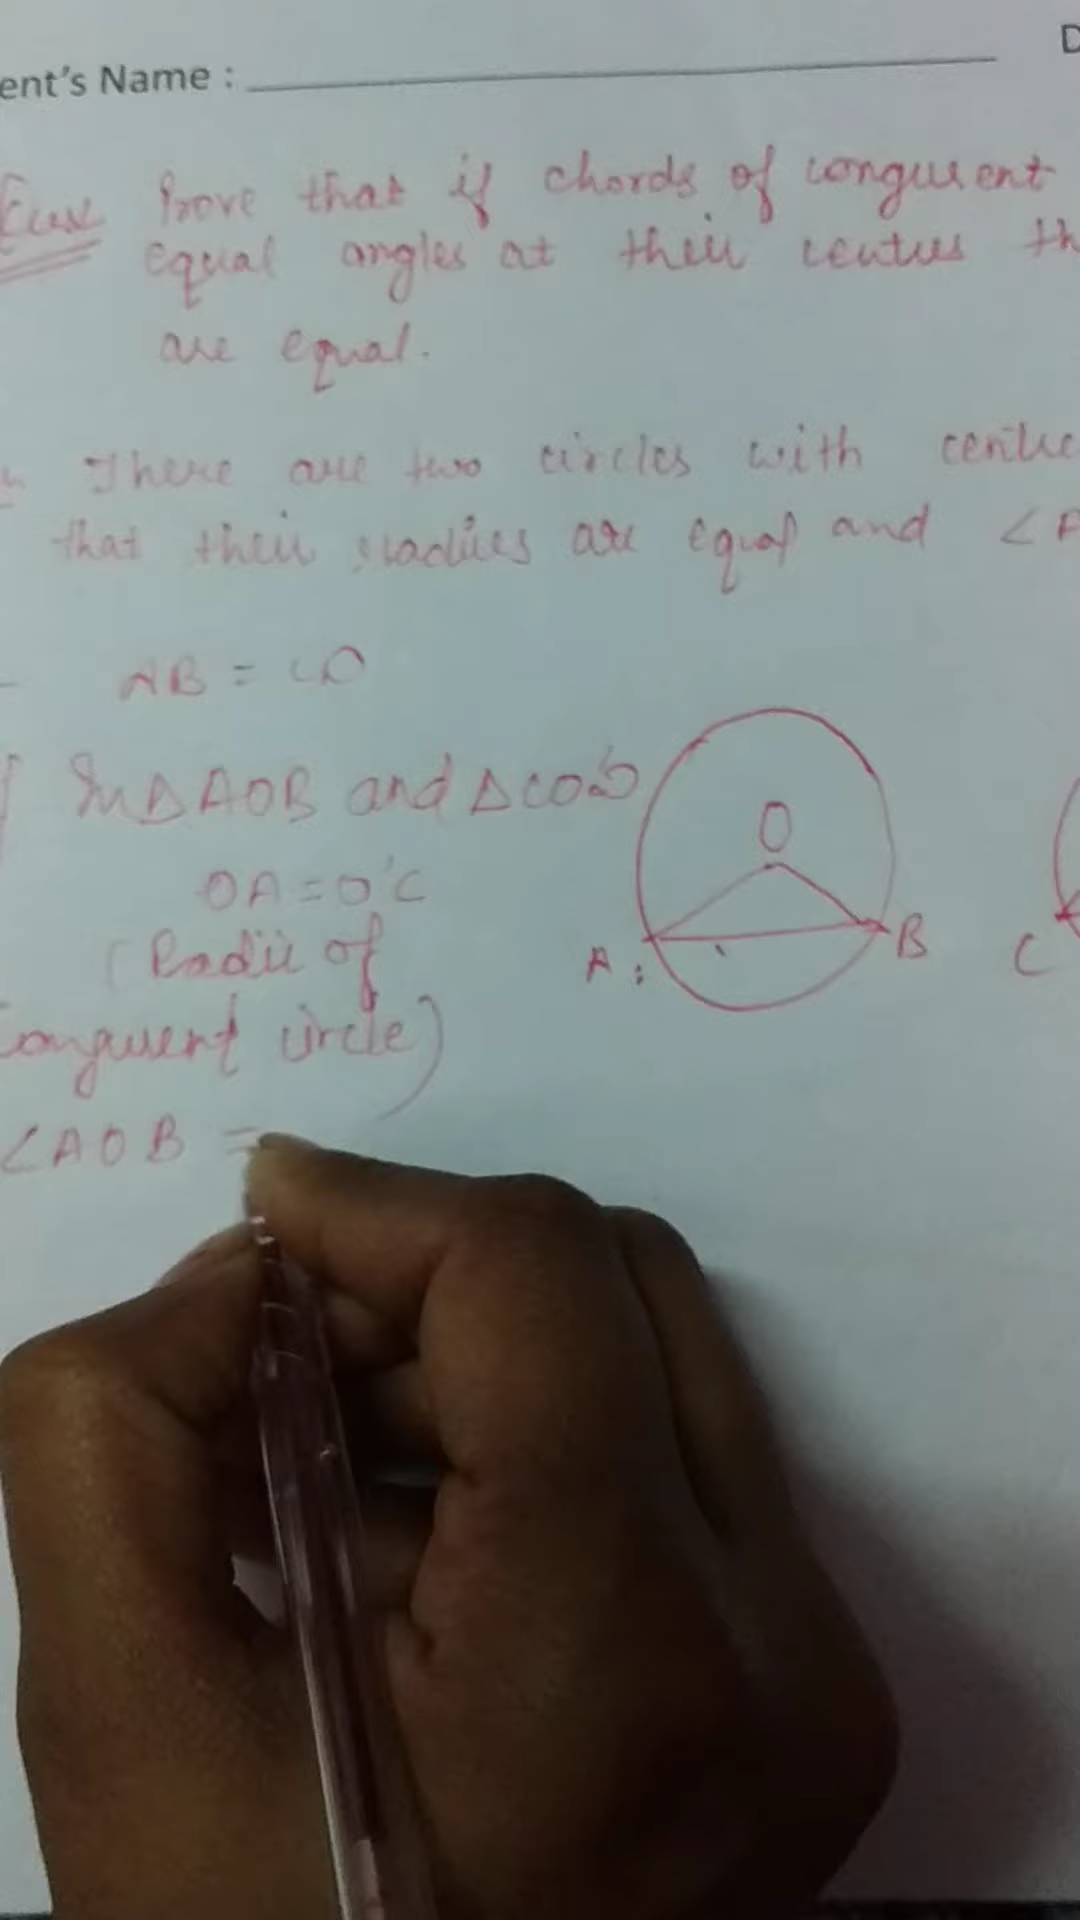 ent's Name :
D
Prove that if chords of congruent
equal angles at their centres th
are equal.
There are two circles with centre
that their radius are equal and <A
AB = CD
In △AOB and △CO'D
OA = O'C
(Radii of
Congruent circle)
<AOB =
O
A :
B
C